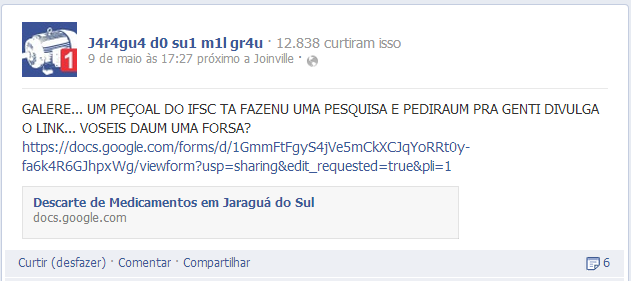 1
J4r4gu4 d0 su1 m1l gr4u · 12.838 curtiram isso
9 de maio às 17:27 próximo a Joinville ·
GALERE... UM PEÇOAL DO IFSC TA FAZENU UMA PESQUISA E PEDIRAUM PRA GENTI DIVULGA
O LINK... VOSEIS DAUM UMA FORSA?
https://docs.google.com/forms/d/1GmmFtFgyS4jVe5mCkXCJqYoRRt0y-
fa6k4R6GJhpxWg/viewform?usp=sharing&edit_requested=true&pli=1
Descarte de Medicamentos em Jaraguá do Sul
docs.google.com
Curtir (desfazer) · Comentar · Compartilhar 6